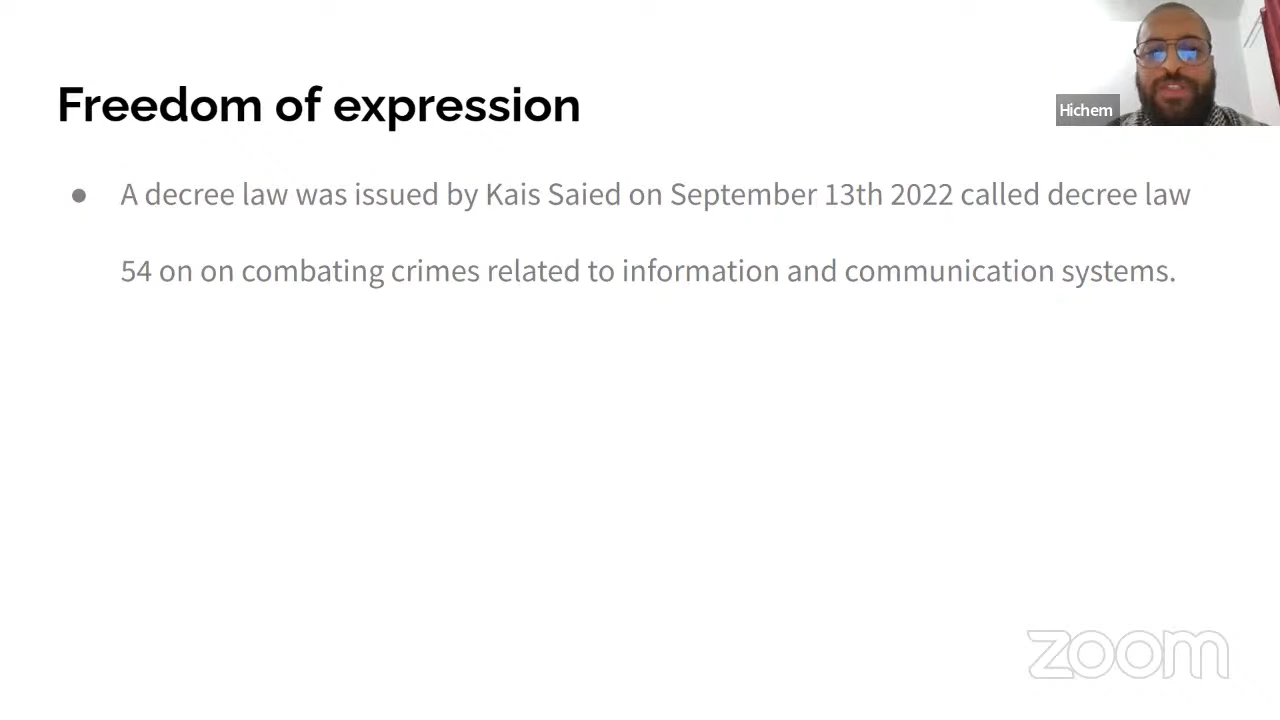 Freedom of expression
Hichem
● A decree law was issued by Kais Saied on September 13th 2022 called decree law
54 on on combating crimes related to information and communication systems.
zoom